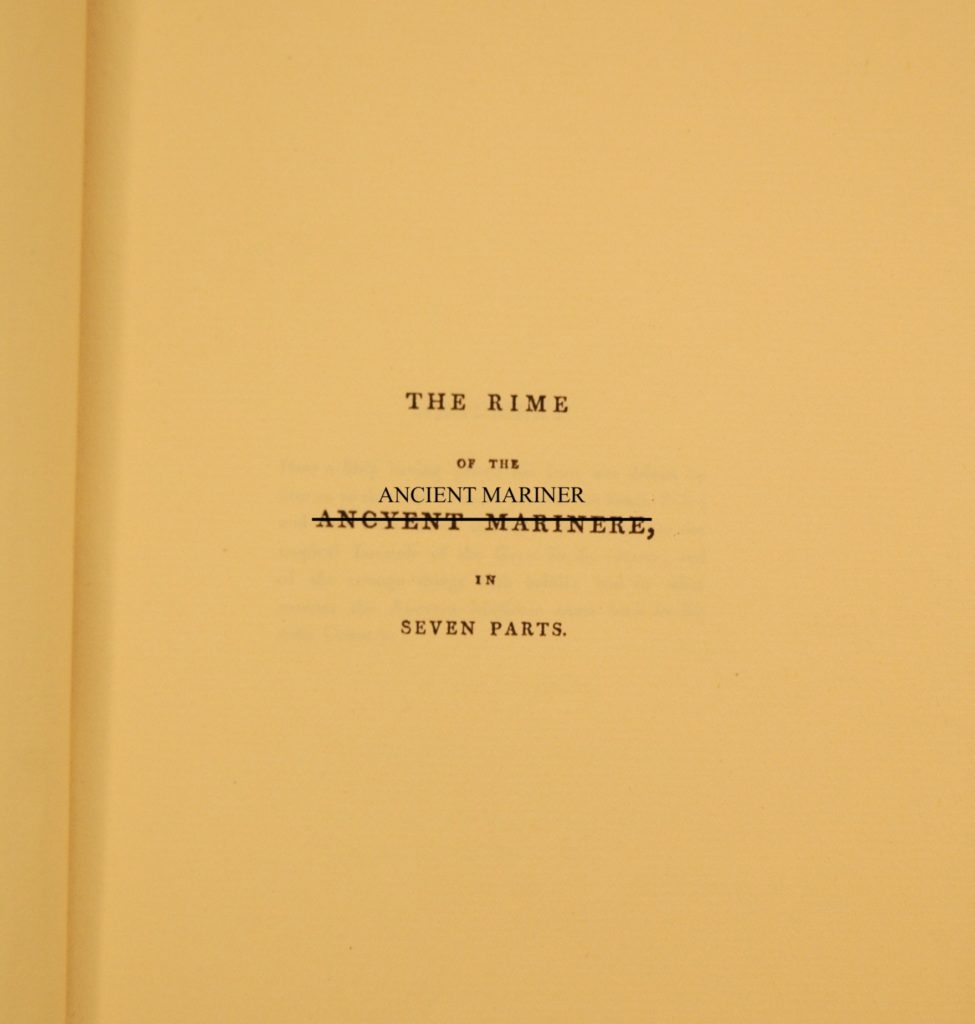 THE RIME
OF THE
ANCIENT MARINER
ANCYENT MARINERE,
IN
SEVEN PARTS.